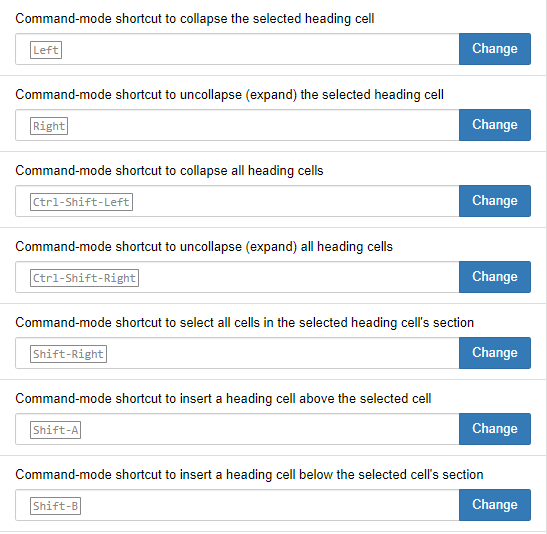 Command-mode shortcut to collapse the selected heading cell
Left Change
Command-mode shortcut to uncollapse (expand) the selected heading cell
Right Change
Command-mode shortcut to collapse all heading cells
Ctrl-Shift-Left Change
Command-mode shortcut to uncollapse (expand) all heading cells
Ctrl-Shift-Right Change
Command-mode shortcut to select all cells in the selected heading cell's section
Shift-Right Change
Command-mode shortcut to insert a heading cell above the selected cell
Shift-A Change
Command-mode shortcut to insert a heading cell below the selected cell's section
Shift-B Change